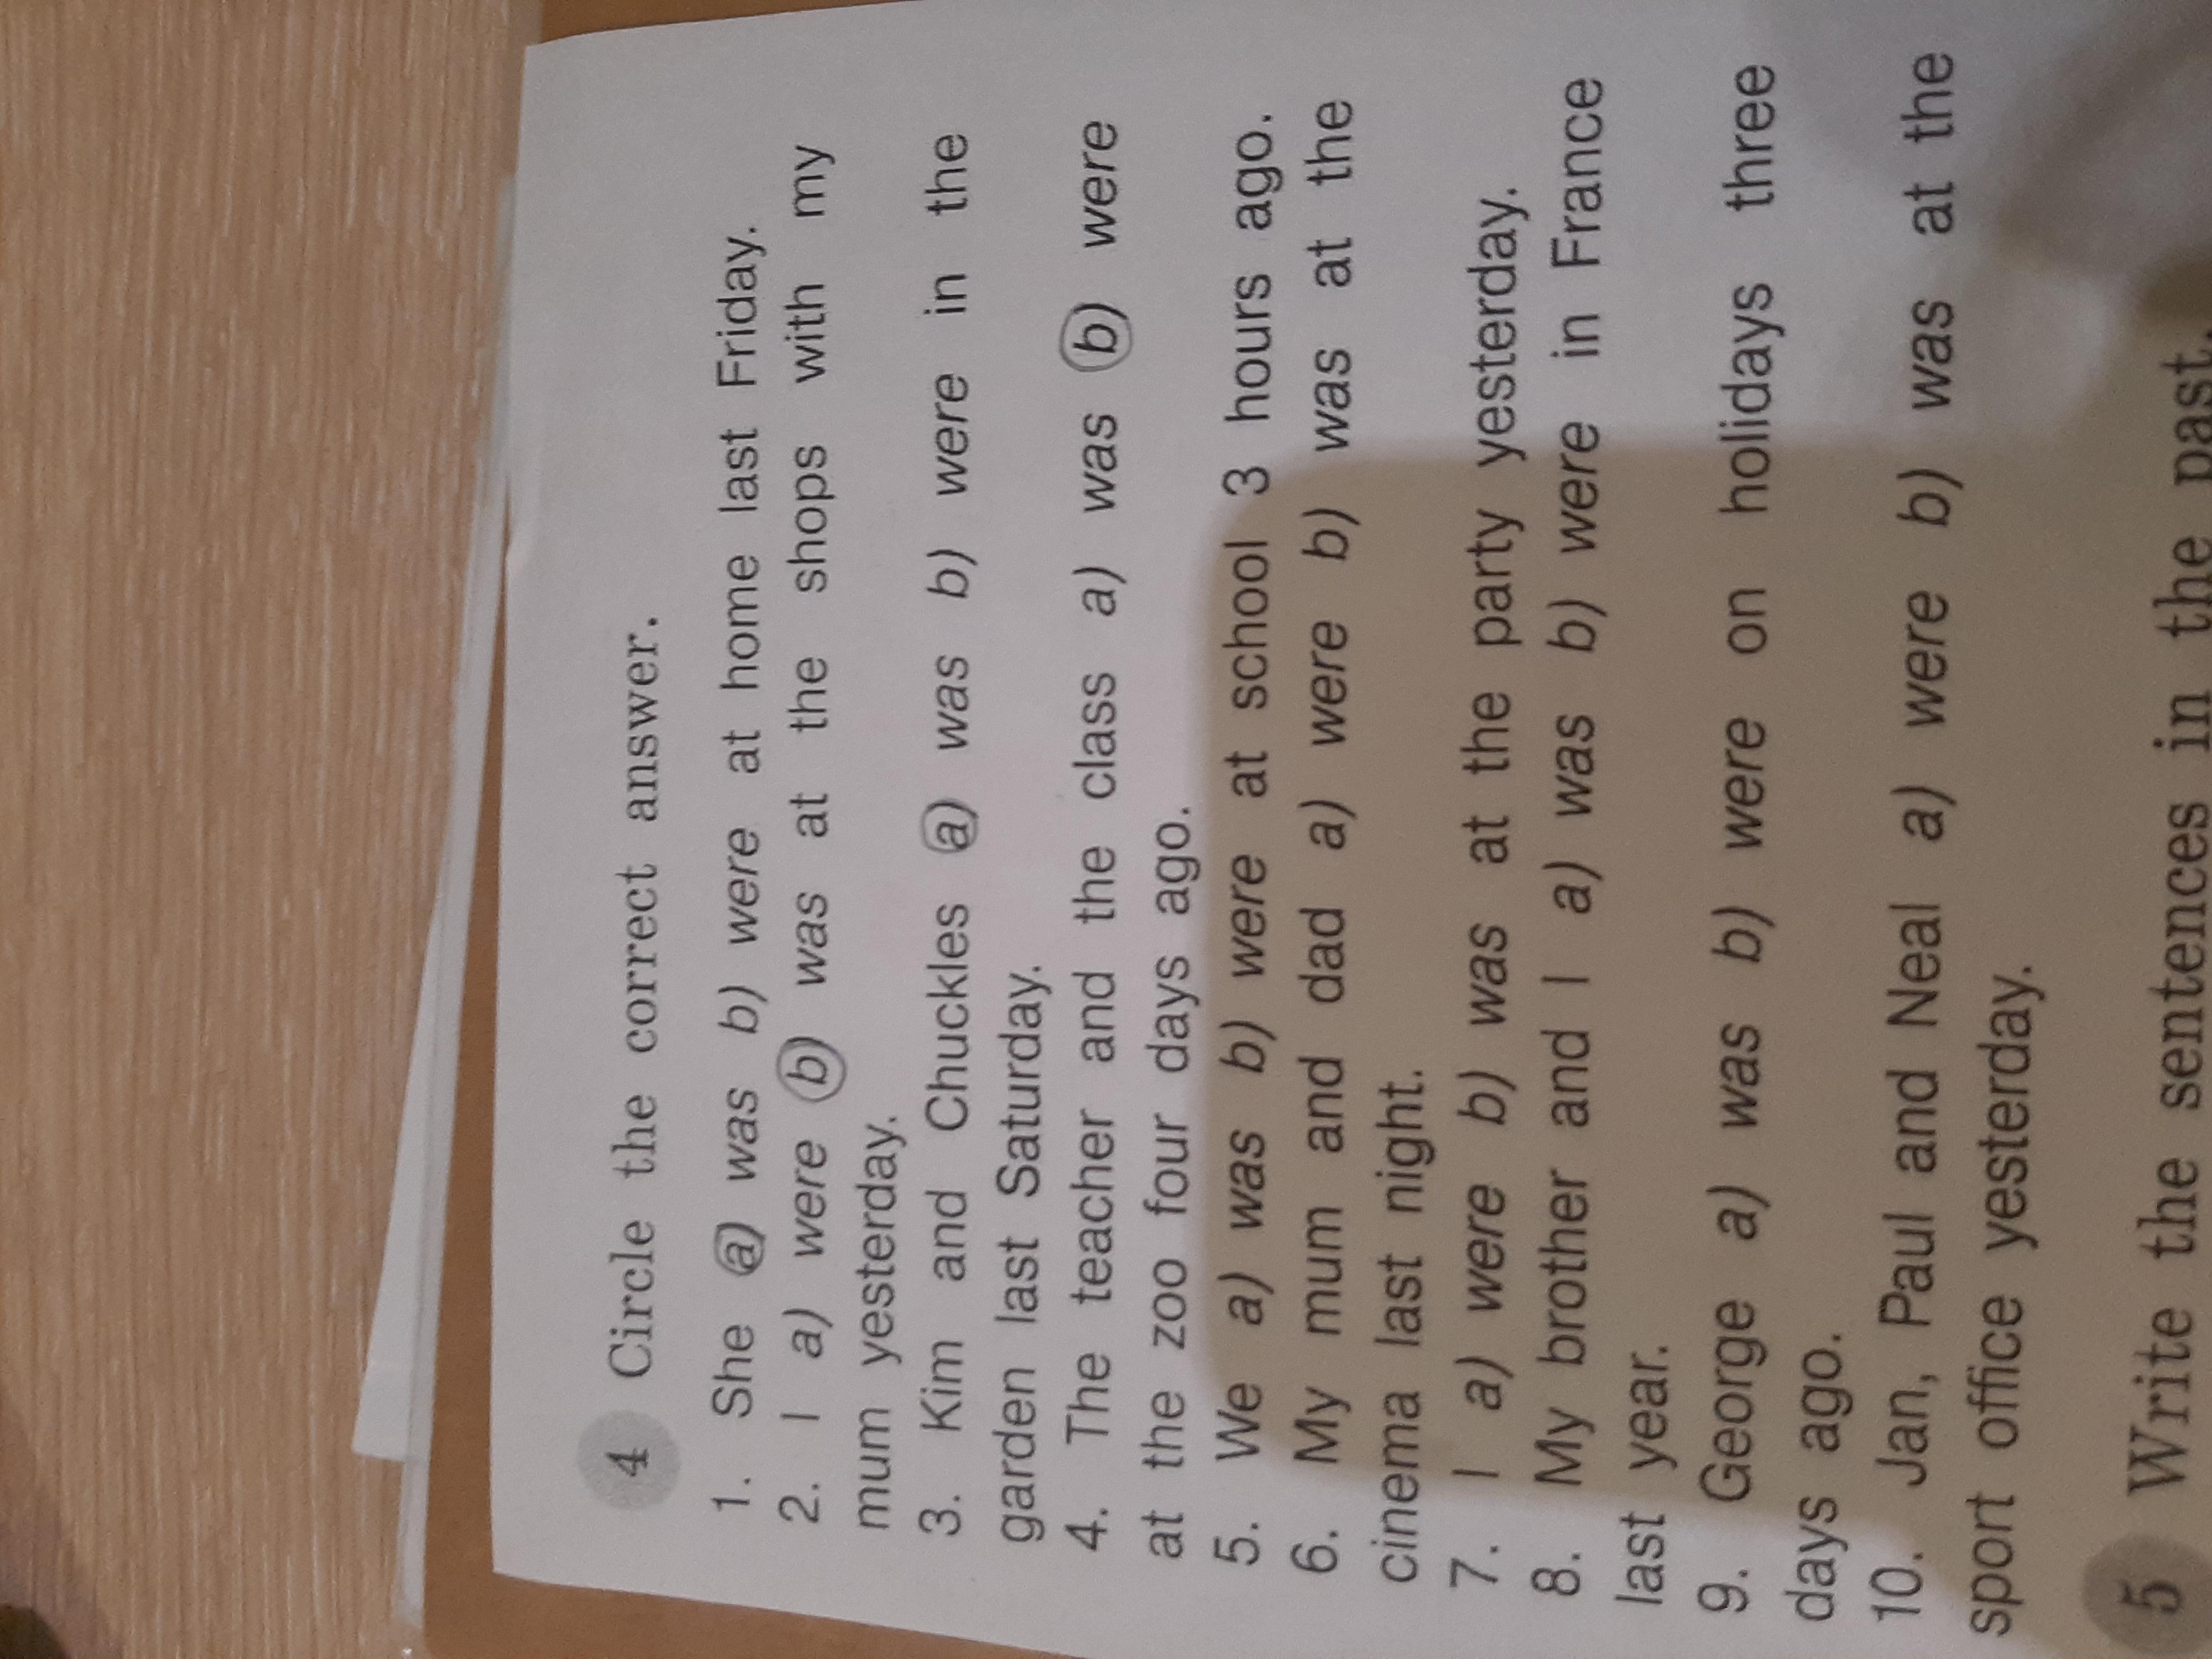 4 Circle the correct answer.
1. She a) was b) were at home last Friday.
2. I a) were b) was at the shops with my
mum yesterday.
3. Kim and Chuckles a) was b) were in the
garden last Saturday.
4. The teacher and the class a) was b) were
at the zoo four days ago.
5. We a) was b) were at school 3 hours ago.
6. My mum and dad a) were b) was at the
cinema last night.
7. I a) were b) was at the party yesterday.
8. My brother and I a) was b) were in France
last year.
9. George a) was b) were on holidays three
days ago.
10. Jan, Paul and Neal a) were b) was at the
sport office yesterday.
5 Write the sentences in the past.